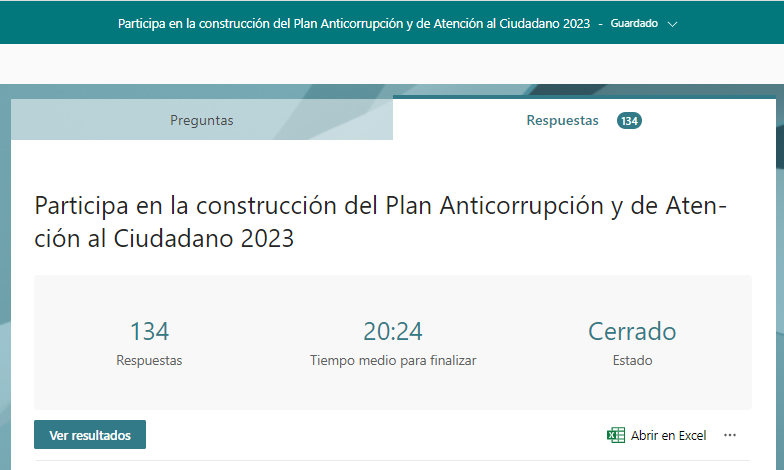 Participa en la construcción del Plan Anticorrupción y de Atención al Ciudadano 2023 - Guardado
Preguntas
Respuestas 134
Participa en la construcción del Plan Anticorrupción y de Aten-
ción al Ciudadano 2023
134 20:24 Cerrado
Respuestas Tiempo medio para finalizar Estado
Ver resultados Abrir en Excel ...